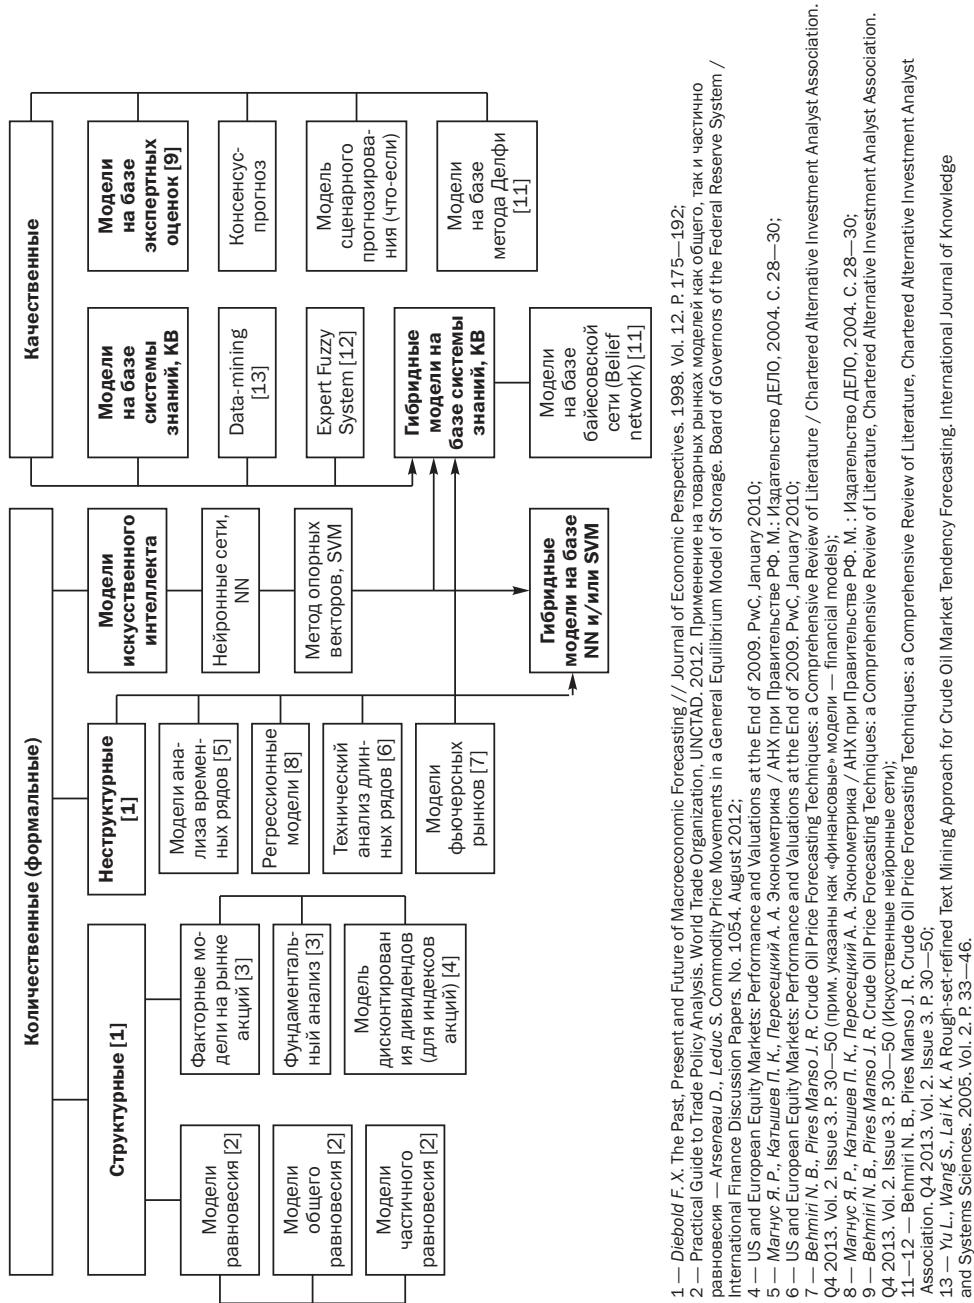 Количественные (формальные)
Качественные
Структурные [1]
Неструктурные
[1]
Модели
искусственного
интеллекта
Модели
на базе
системы
знаний, КВ
Модели
на базе
экспертных
оценок [9]
Модели
равновесия [2]
Модели
общего
равновесия [2]
Модели
частичного
равновесия [2]
Факторные мо-
дели на рынке
акций [3]
Фундаменталь-
ный анализ [3]
Модель
дисконтирован
ия дивидендов
(для индексов
акций) [4]
Модели ана-
лиза времен-
ных рядов [5]
Регрессионные
модели [8]
Технический
анализ длин-
ных рядов [6]
Модели
фьючерсных
рынков [7]
Нейронные сети,
NN
Метод опорных
векторов, SVM
Гибридные
модели на базе
NN и/или SVM
Data-mining
[13]
Expert Fuzzy
System [12]
Гибридные
модели на
базе системы
знаний, КВ
Модели
на базе
байесовской
сети (Belief
network) [11]
Консенсус-
прогноз
Модель
сценарного
прогнозирова-
ния (что-если)
Модели
на базе
метода Делфи
[11]
1 — Diebold F. X. The Past, Present and Future of Macroeconomic Forecasting // Journal of Economic Perspectives. 1998. Vol. 12. P. 175—192;
2 — Practical Guide to Trade Policy Analysis. World Trade Organization, UNCTAD. 2012. Применение на товарных рынках моделей как общего, так и частично
равновесия — Arseneau D., Leduc S. Commodity Price Movements in a General Equilibrium Model of Storage. Board of Governors of the Federal Reserve System /
International Finance Discussion Papers. No. 1054. August 2012;
4 — US and European Equity Markets: Performance and Valuations at the End of 2009. PwC, January 2010;
5 — Магнус Я. Р., Катышев П. К., Пересецкий А. А. Эконометрика / АНХ при Правительстве РФ. М.: Издательство ДЕЛО, 2004. С. 28—30;
6 — US and European Equity Markets: Performance and Valuations at the End of 2009. PwC, January 2010;
7 — Behmiri N. B., Pires Manso J. R. Crude Oil Price Forecasting Techniques: a Comprehensive Review of Literature / Chartered Alternative Investment Analyst Association.
Q4 2013. Vol. 2. Issue 3. P. 30—50 (прим. указаны как «финансовые» модели — financial models);
8 — Магнус Я. Р., Катышев П. К., Пересецкий А. А. Эконометрика / АНХ при Правительстве РФ. М. : Издательство ДЕЛО, 2004. С. 28—30;
9 — Behmiri N. B., Pires Manso J. R. Crude Oil Price Forecasting Techniques: a Comprehensive Review of Literature, Chartered Alternative Investment Analyst Association.
Q4 2013. Vol. 2. Issue 3. P. 30—50 (Искусственные нейронные сети);
11—12 — Behmiri N. B., Pires Manso J. R. Crude Oil Price Forecasting Techniques: a Comprehensive Review of Literature, Chartered Alternative Investment Analyst
Association. Q4 2013. Vol. 2. Issue 3. P. 30—50;
13 — Yu L., Wang S., Lai K. K. A Rough-set-refined Text Mining Approach for Crude Oil Market Tendency Forecasting. International Journal of Knowledge
and Systems Sciences. 2005. Vol. 2. P. 33—46.